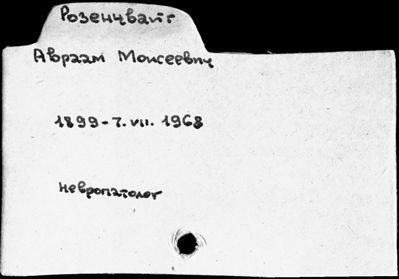 Розенцвайг
Авраам Моисеевич
1899-7.VII. 1968
невропатолог